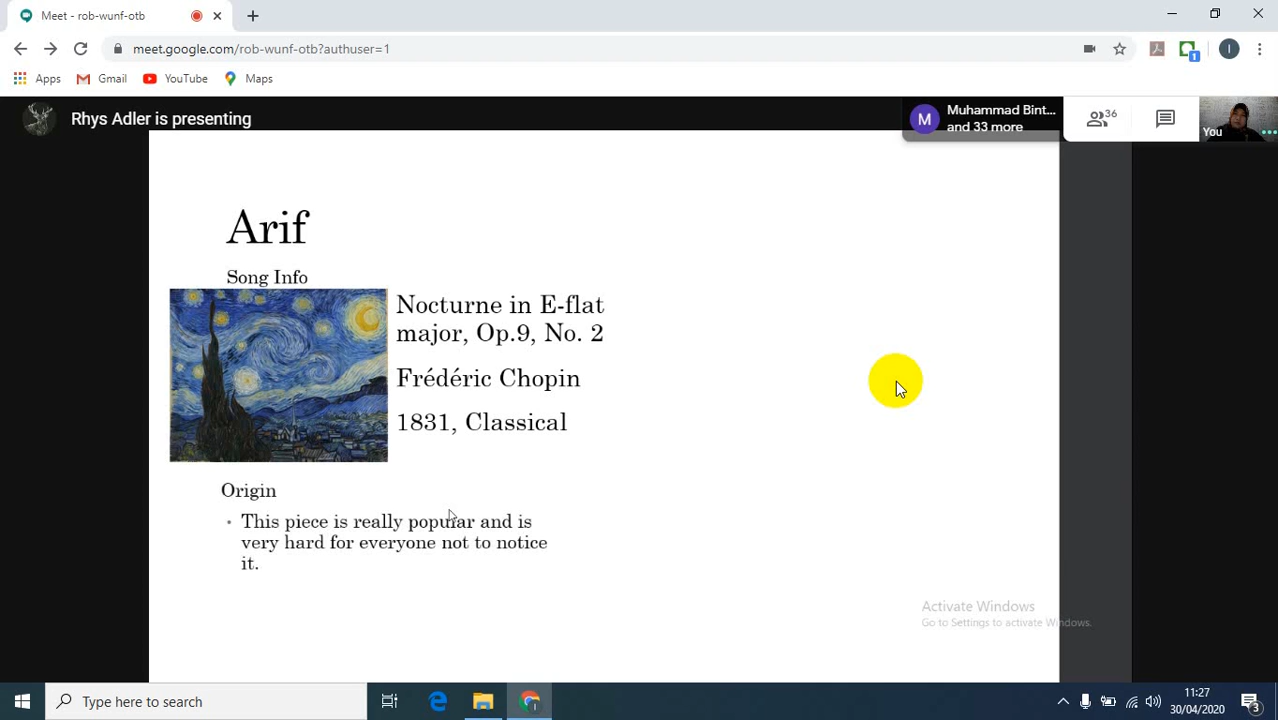 Meet - rob-wunf-otb
meet.google.com/rob-wunf-otb?authuser=1
I
1
Apps
Gmail
YouTube
Maps
Rhys Adler is presenting
M
Muhammad Bint...
and 33 more
36
You
Arif
Song Info
Nocturne in E-flat
major, Op.9, No. 2
Frédéric Chopin
1831, Classical
Origin
• This piece is really popular and is
very hard for everyone not to notice
it.
Activate Windows
Go to Settings to activate Windows.
Type here to search
11:27
30/04/2020
3